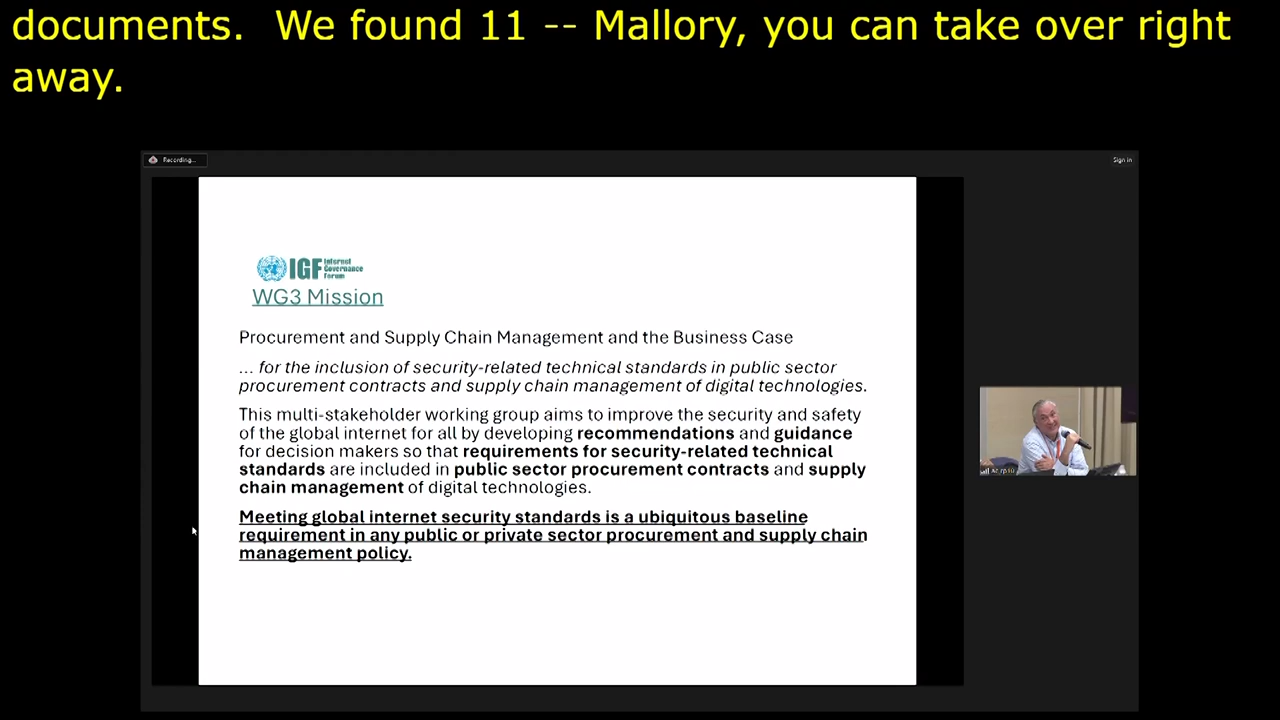 documents.  We found 11 -- Mallory, you can take over right
away.
Recording...
Sign in
IGF Internet
Governance
Forum
WG3 Mission
Procurement and Supply Chain Management and the Business Case
... for the inclusion of security-related technical standards in public sector
procurement contracts and supply chain management of digital technologies.
This multi-stakeholder working group aims to improve the security and safety
of the global internet for all by developing recommendations and guidance
for decision makers so that requirements for security-related technical
standards are included in public sector procurement contracts and supply
chain management of digital technologies.
Meeting global internet security standards is a ubiquitous baseline
requirement in any public or private sector procurement and supply chain
management policy.